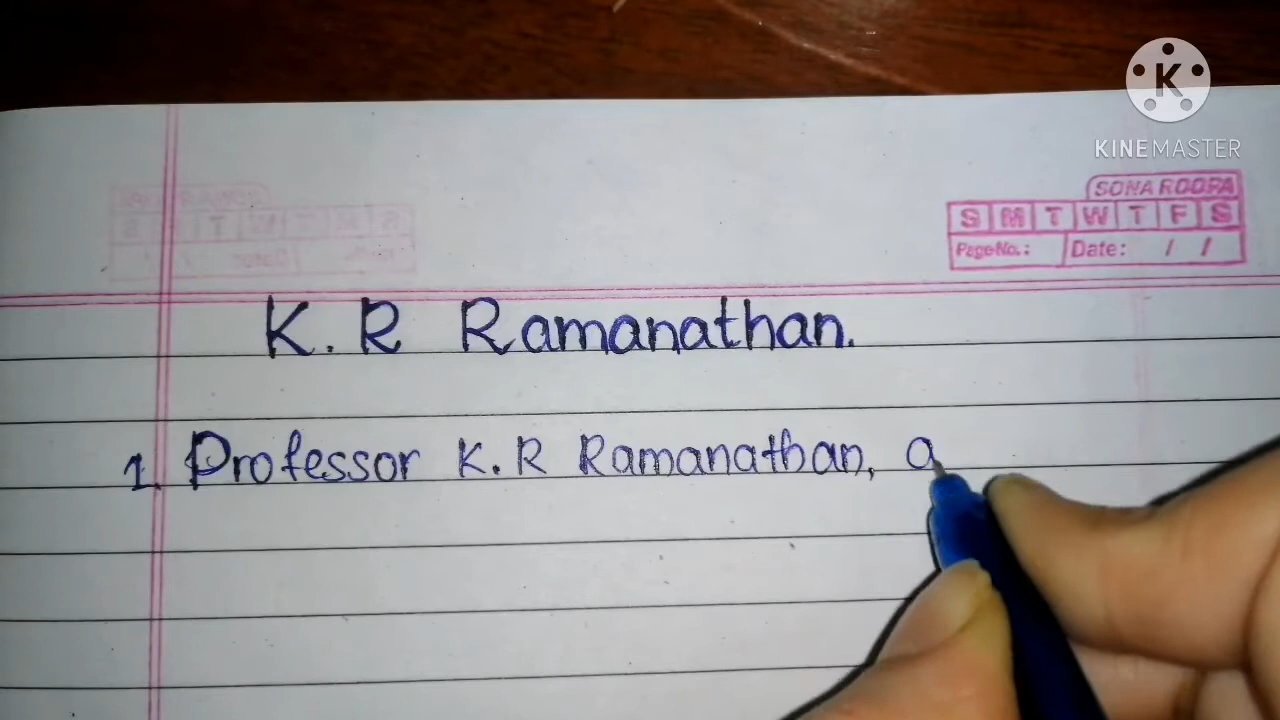 K
KINEMASTER
SONA ROOPA
S M T W T F S
Page No.: Date: / /
K. R Ramanathan.
1. Professor K. R Ramanathan, a